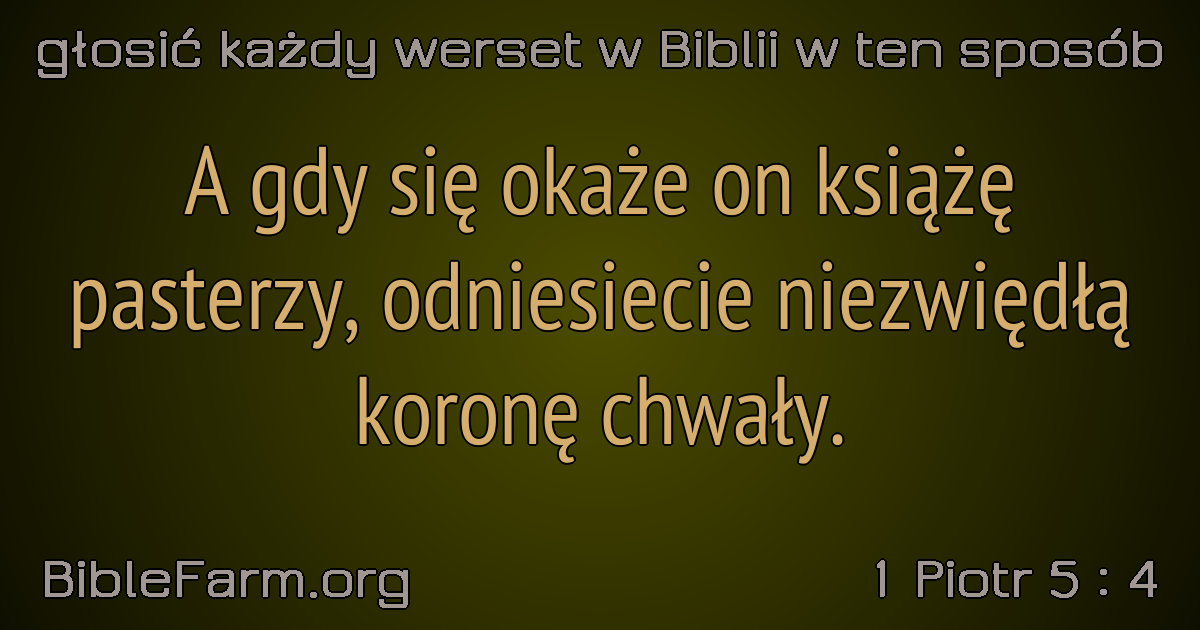 głosić każdy werset w Biblii w ten sposób
A gdy się okaże on książę
pasterzy, odniesiecie niezwiędłą
koronę chwały.
BibleFarm.org
1 Piotr 5 : 4